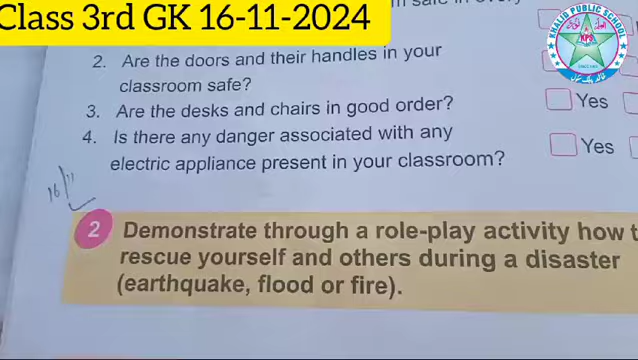 Class 3rd GK 16-11-2024
safe in every
KHALID PUBLIC SCHOOL
KPS
2. Are the doors and their handles in your
classroom safe?
3. Are the desks and chairs in good order? Yes
4. Is there any danger associated with any
electric appliance present in your classroom? Yes
16/11
2 Demonstrate through a role-play activity how t
rescue yourself and others during a disaster
(earthquake, flood or fire).